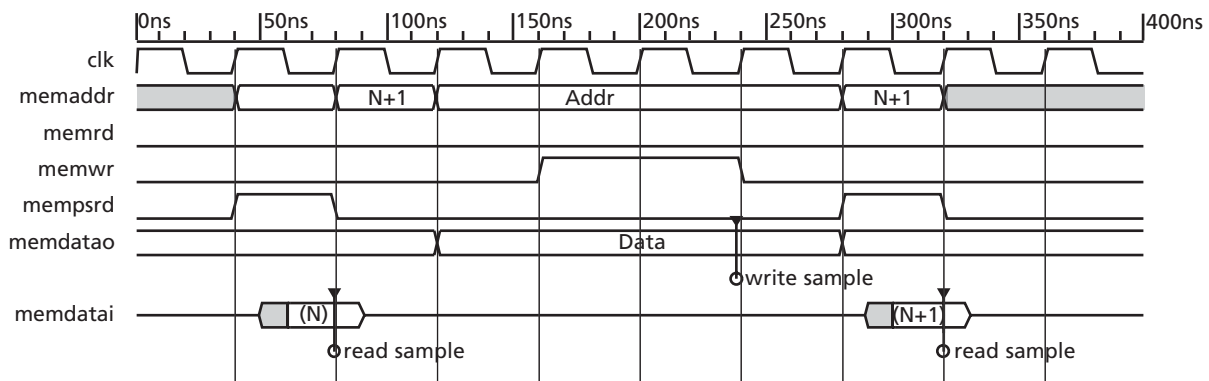 0ns 50ns 100ns 150ns 200ns 250ns 300ns 350ns 400ns
clk
memaddr N+1 Addr N+1
memrd
memwr
mempsrd
memdatao Data
write sample
memdatai (N) (N+1)
read sample read sample